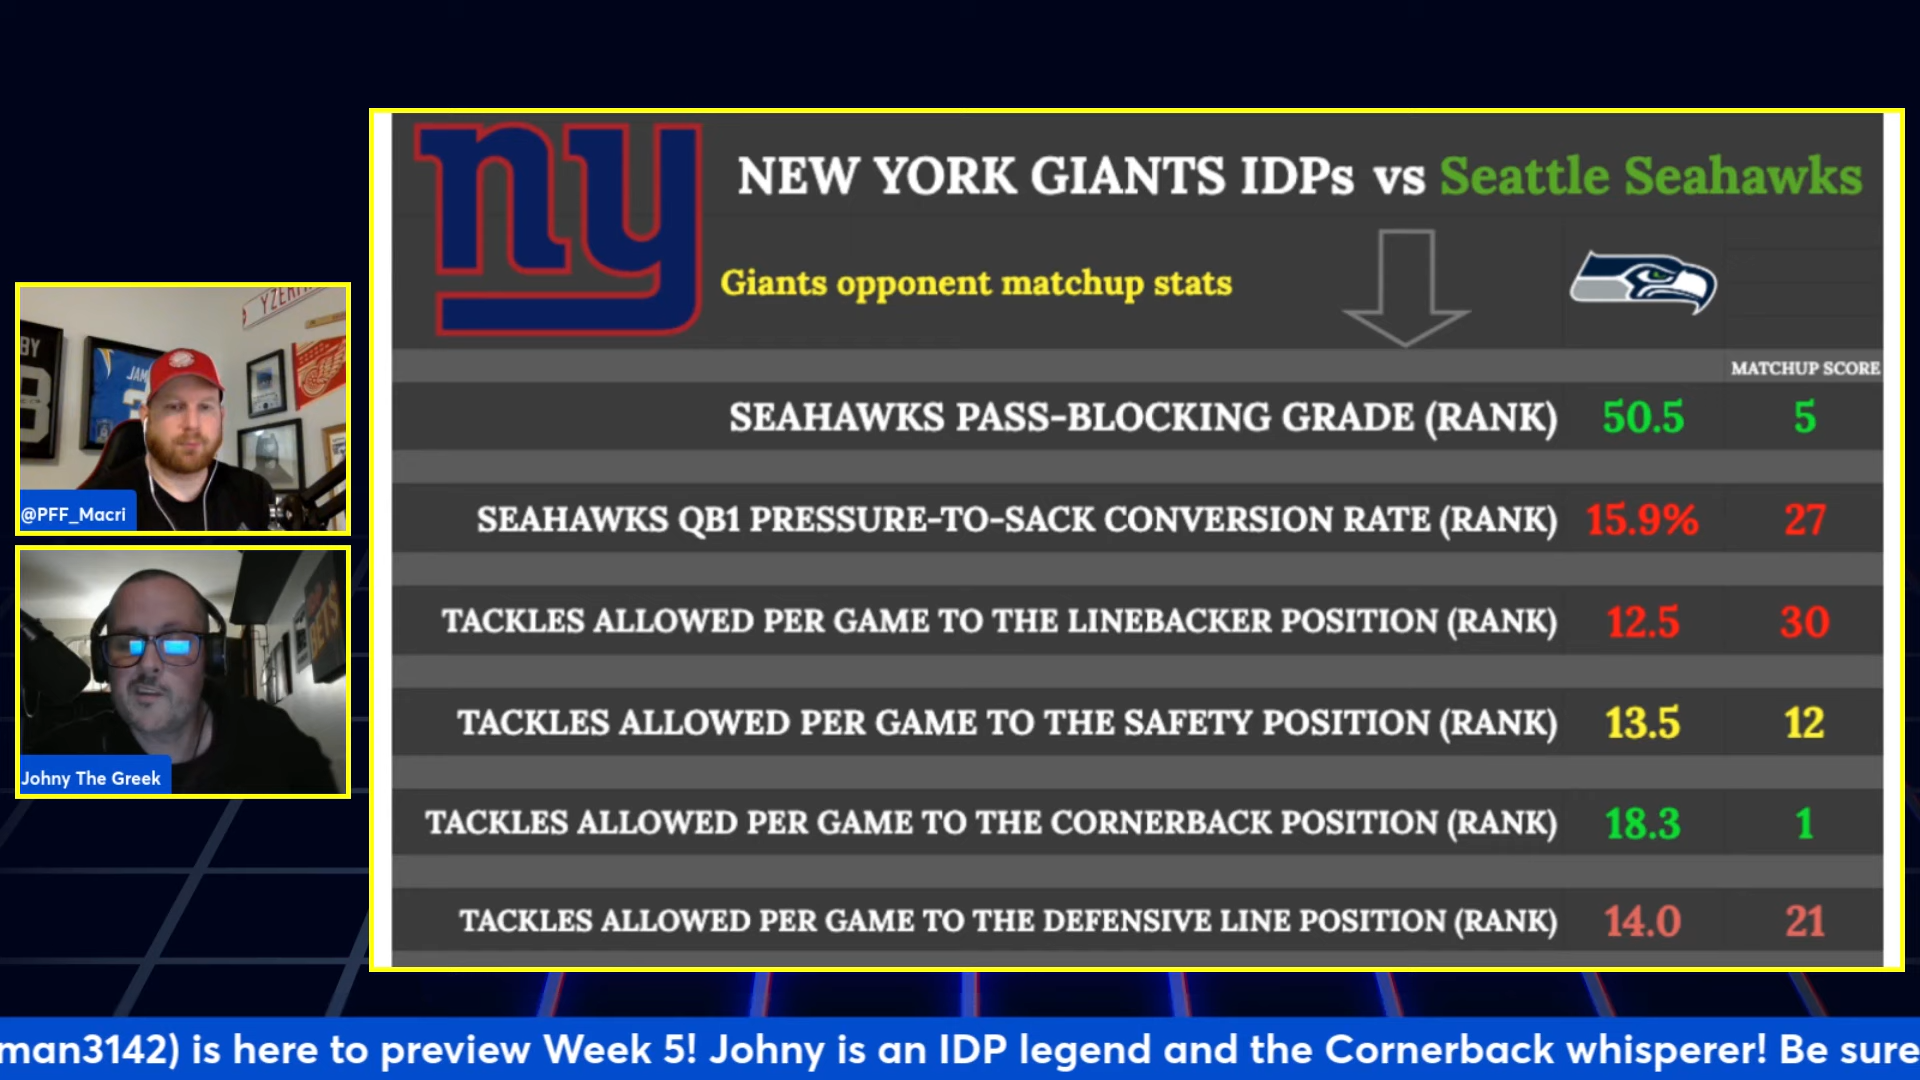 NEW YORK GIANTS IDPs vs Seattle Seahawks
ny
Giants opponent matchup stats
MATCHUP SCORE
SEAHAWKS PASS-BLOCKING GRADE (RANK) 50.5 5
SEAHAWKS QB1 PRESSURE-TO-SACK CONVERSION RATE (RANK) 15.9% 27
TACKLES ALLOWED PER GAME TO THE LINEBACKER POSITION (RANK) 12.5 30
TACKLES ALLOWED PER GAME TO THE SAFETY POSITION (RANK) 13.5 12
TACKLES ALLOWED PER GAME TO THE CORNERBACK POSITION (RANK) 18.3 1
TACKLES ALLOWED PER GAME TO THE DEFENSIVE LINE POSITION (RANK) 14.0 21
@PFF_Macri
Johny The Greek
BETS
man3142) is here to preview Week 5! Johny is an IDP legend and the Cornerback whisperer! Be sure